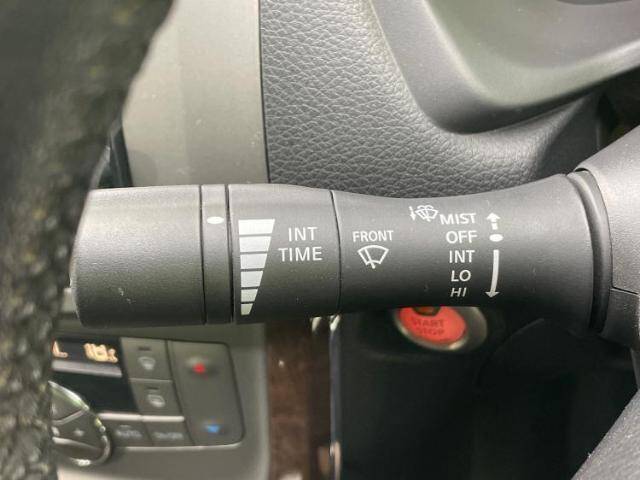 INT
TIME
FRONT
MIST
OFF
INT
LO
HI
START
STOP